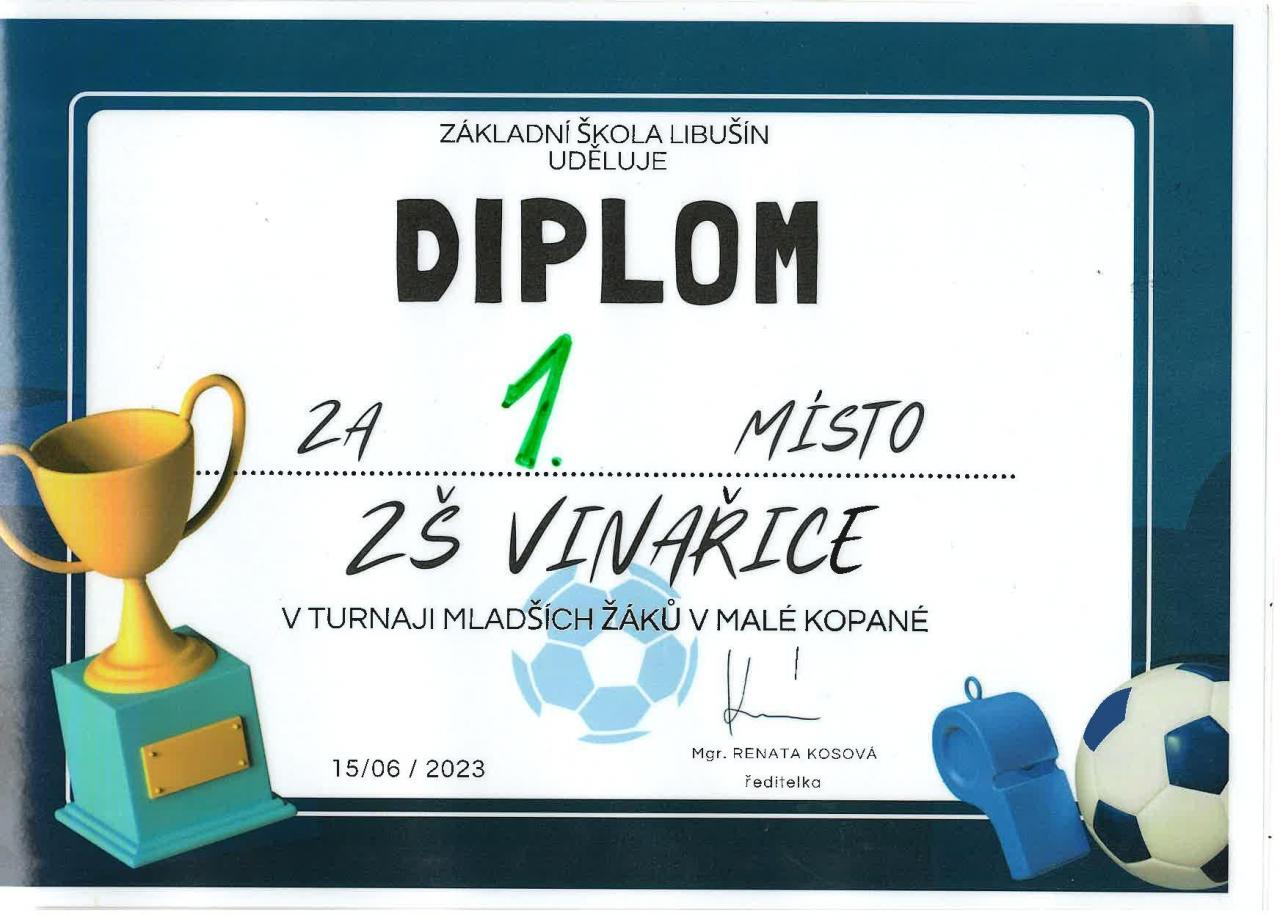 ZÁKLADNÍ ŠKOLA LIBUŠÍN
UDĚLUJE
DIPLOM
ZA 1. MÍSTO
ZŠ VINAŘICE
V TURNAJI MLADŠÍCH ŽÁKŮ V MALÉ KOPANÉ
Mgr. RENATA KOSOVÁ
15/06 / 2023
ředitelka